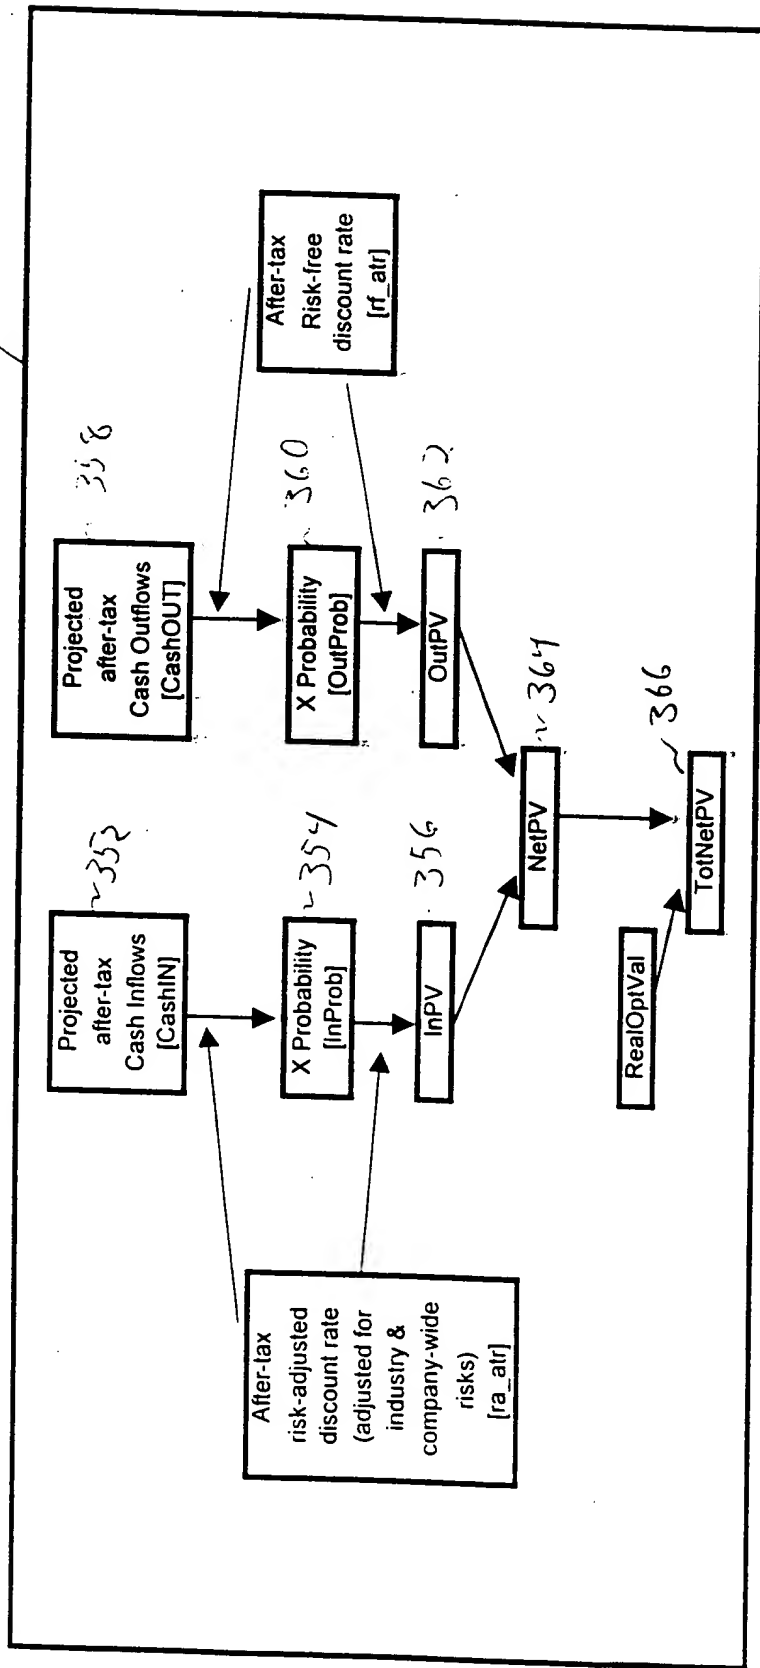 Projected
after-tax
Cash Inflows
[CashIN]
~352
Projected
after-tax
Cash Outflows
[CashOUT]
358
After-tax
risk-adjusted
discount rate
(adjusted for
industry &
company-wide
risks)
[ra_atr]
After-tax
Risk-free
discount rate
[rf_atr]
X Probability
[InProb]
~354
X Probability
[OutProb]
~360
InPV
356
OutPV
362
NetPV
~364
RealOptVal
TotNetPV
~366